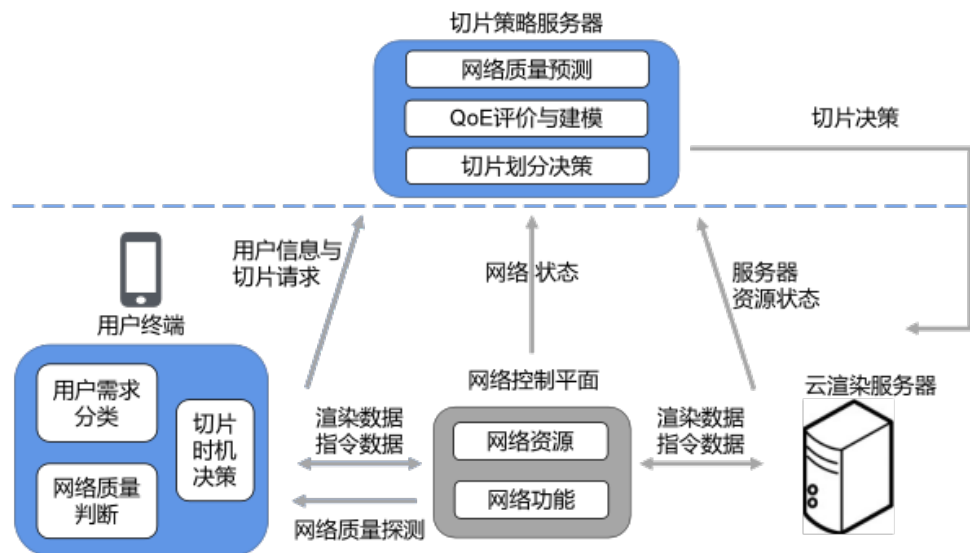 切片策略服务器
网络质量预测
QoE评价与建模
切片划分决策
切片决策
用户信息与
切片请求
网络 状态
服务器
资源状态
用户终端
用户需求
分类
切片
时机
决策
网络质量
判断
渲染数据
指令数据
网络质量探测
网络控制平面
网络资源
网络功能
渲染数据
指令数据
云渲染服务器